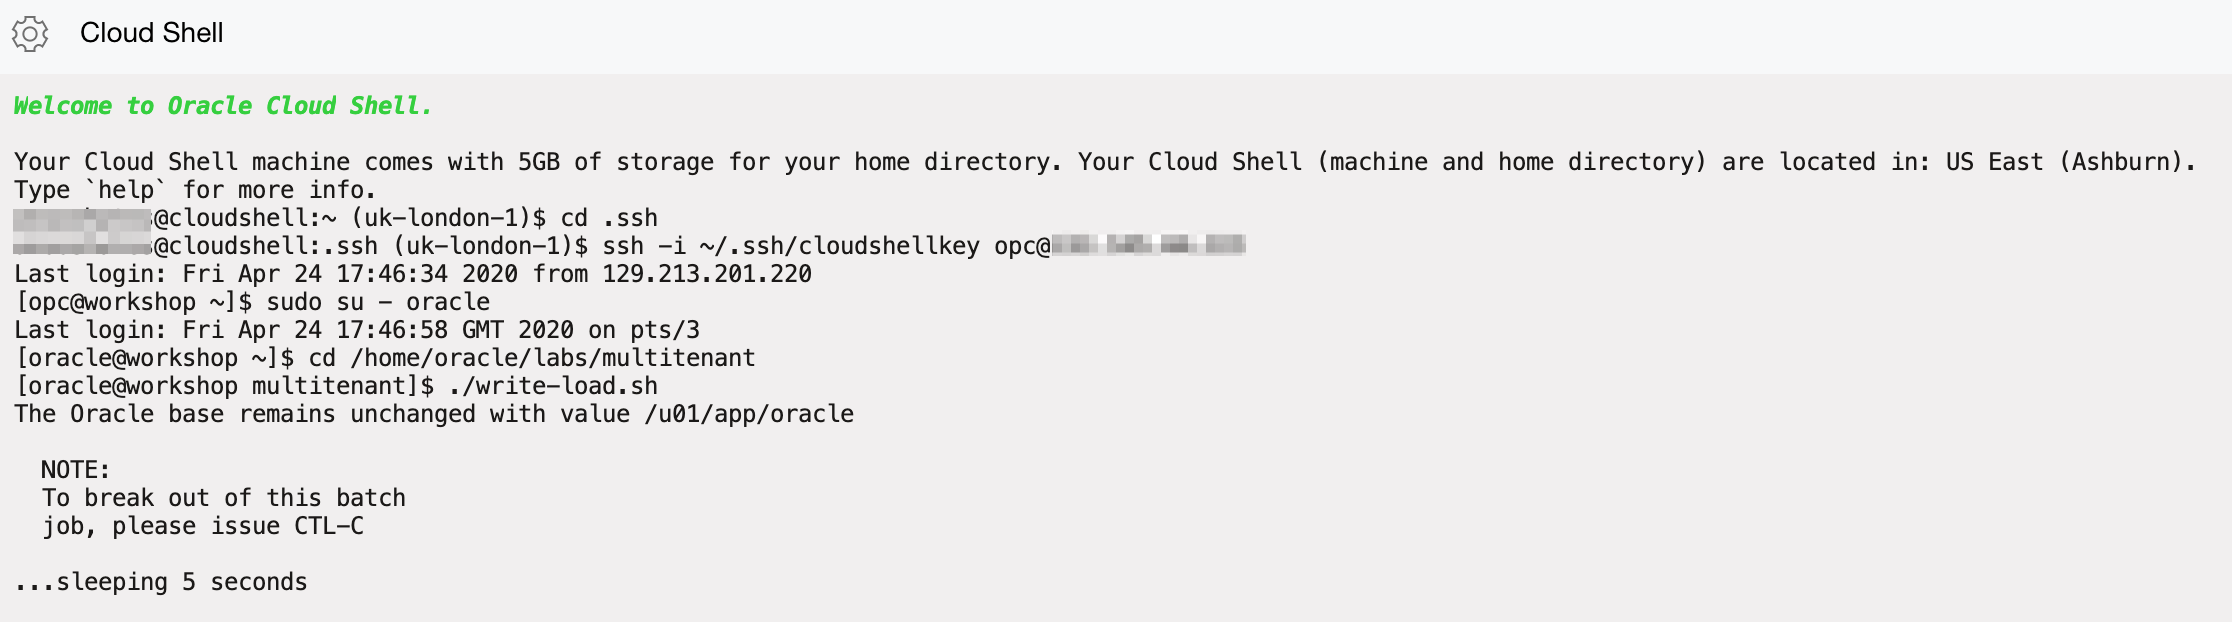 Cloud Shell
Welcome to Oracle Cloud Shell.
Your Cloud Shell machine comes with 5GB of storage for your home directory. Your Cloud Shell (machine and home directory) are located in: US East (Ashburn).
Type `help` for more info.
@cloudshell:~ (uk-london-1)$ cd .ssh
@cloudshell:.ssh (uk-london-1)$ ssh -i ~/.ssh/cloudshellkey opc@
Last login: Fri Apr 24 17:46:34 2020 from 129.213.201.220
[opc@workshop ~]$ sudo su - oracle
Last login: Fri Apr 24 17:46:58 GMT 2020 on pts/3
[oracle@workshop ~]$ cd /home/oracle/labs/multitenant
[oracle@workshop multitenant]$ ./write-load.sh
The Oracle base remains unchanged with value /u01/app/oracle
NOTE:
To break out of this batch
job, please issue CTL-C
...sleeping 5 seconds